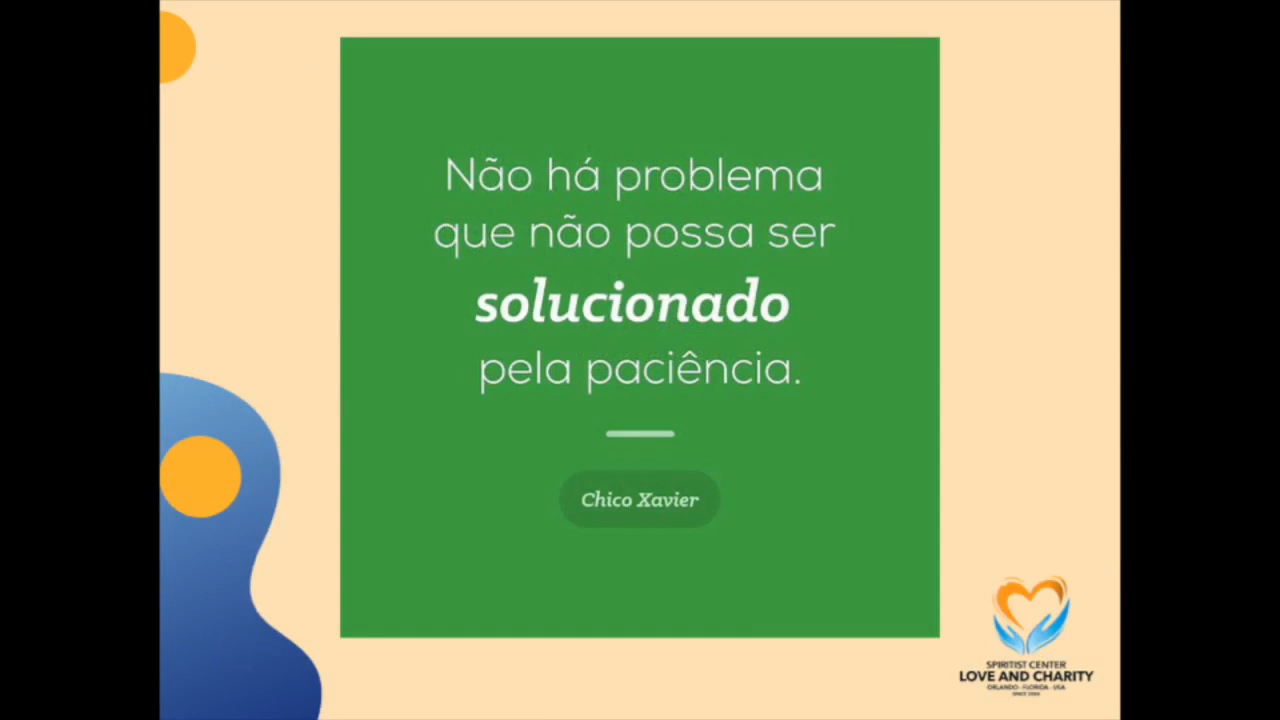 Não há problema
que não possa ser
solucionado
pela paciência.
Chico Xavier
SPIRITIST CENTER
LOVE AND CHARITY
ORLANDO - FLORIDA - USA